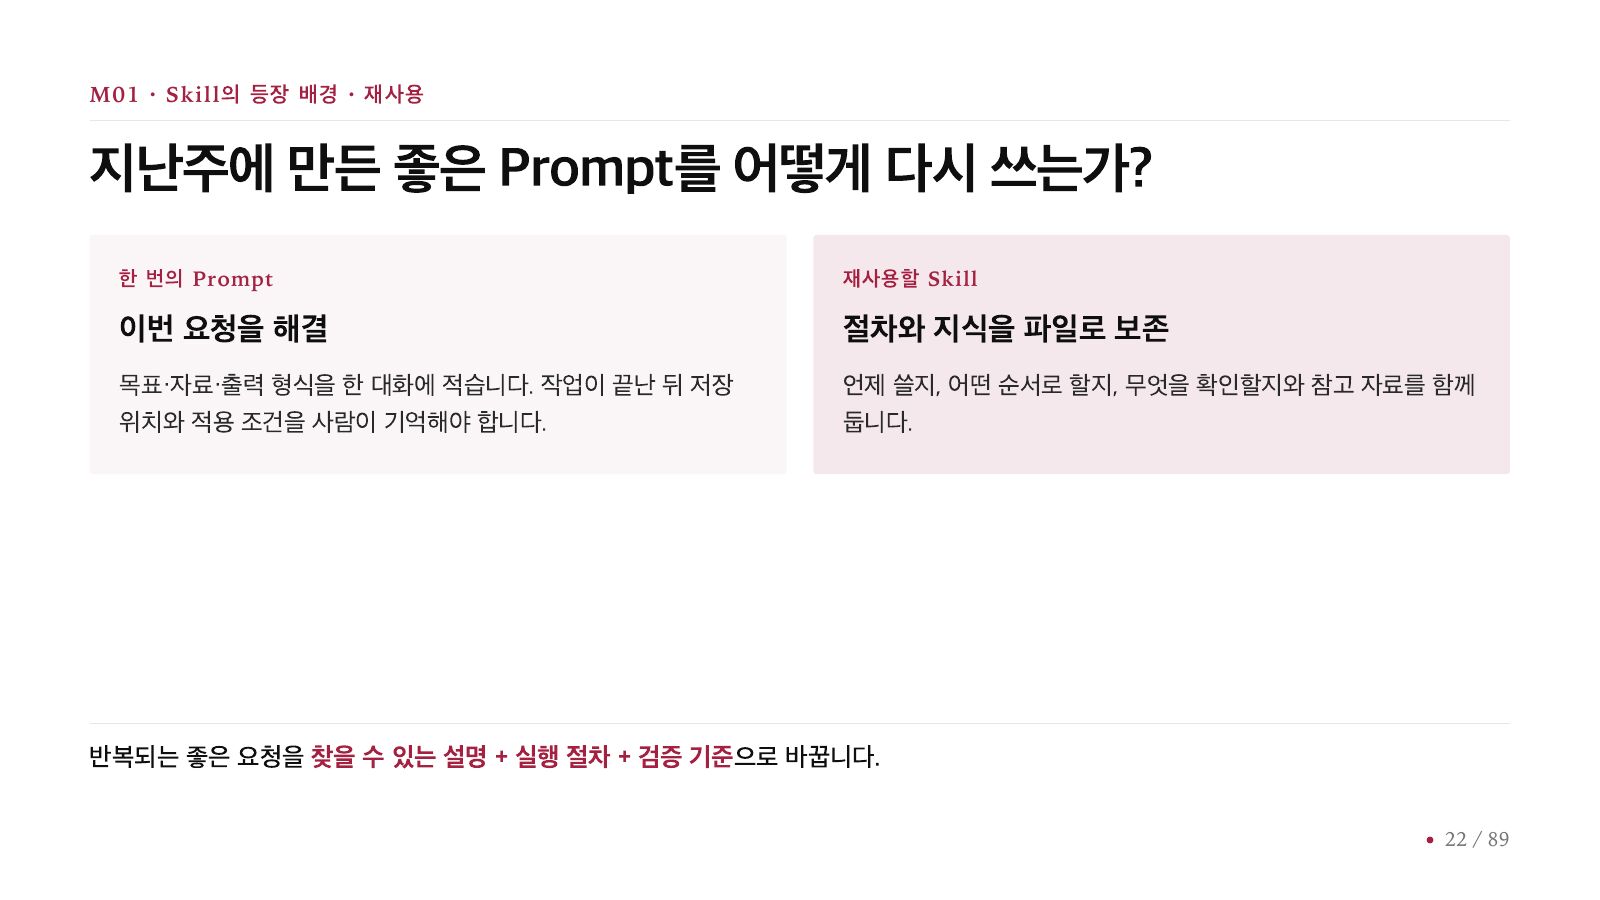 M01 · Skill의 등장 배경 · 재사용
지난주에 만든 좋은 Prompt를 어떻게 다시 쓰는가?
한 번의 Prompt
이번 요청을 해결
목표·자료·출력 형식을 한 대화에 적습니다. 작업이 끝난 뒤 저장
위치와 적용 조건을 사람이 기억해야 합니다.
재사용할 Skill
절차와 지식을 파일로 보존
언제 쓸지, 어떤 순서로 할지, 무엇을 확인할지와 참고 자료를 함께
둡니다.
반복되는 좋은 요청을 찾을 수 있는 설명 + 실행 절차 + 검증 기준으로 바꿉니다.
• 22 / 89